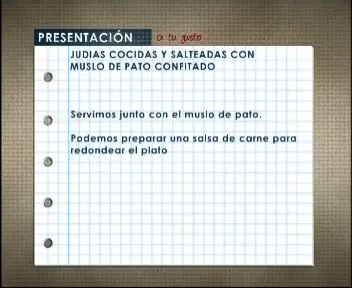 PRESENTACIÓN a tu gusto
JUDIAS COCIDAS Y SALTEADAS CON
MUSLO DE PATO CONFITADO
Servimos junto con el muslo de pato.
Podemos preparar una salsa de carne para
redondear el plato